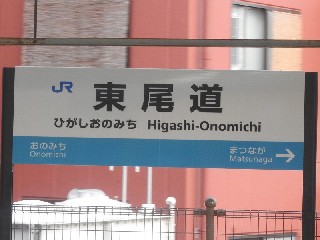 JR 東尾道
ひがしおのみち Higashi-Onomichi
おのみち まつなが
Onomichi Matsunaga →